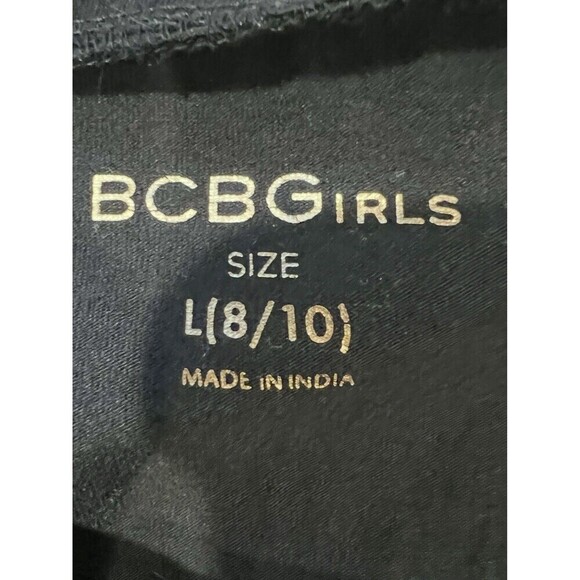 BCBGIRLS
SIZE
L(8/10)
MADE IN INDIA